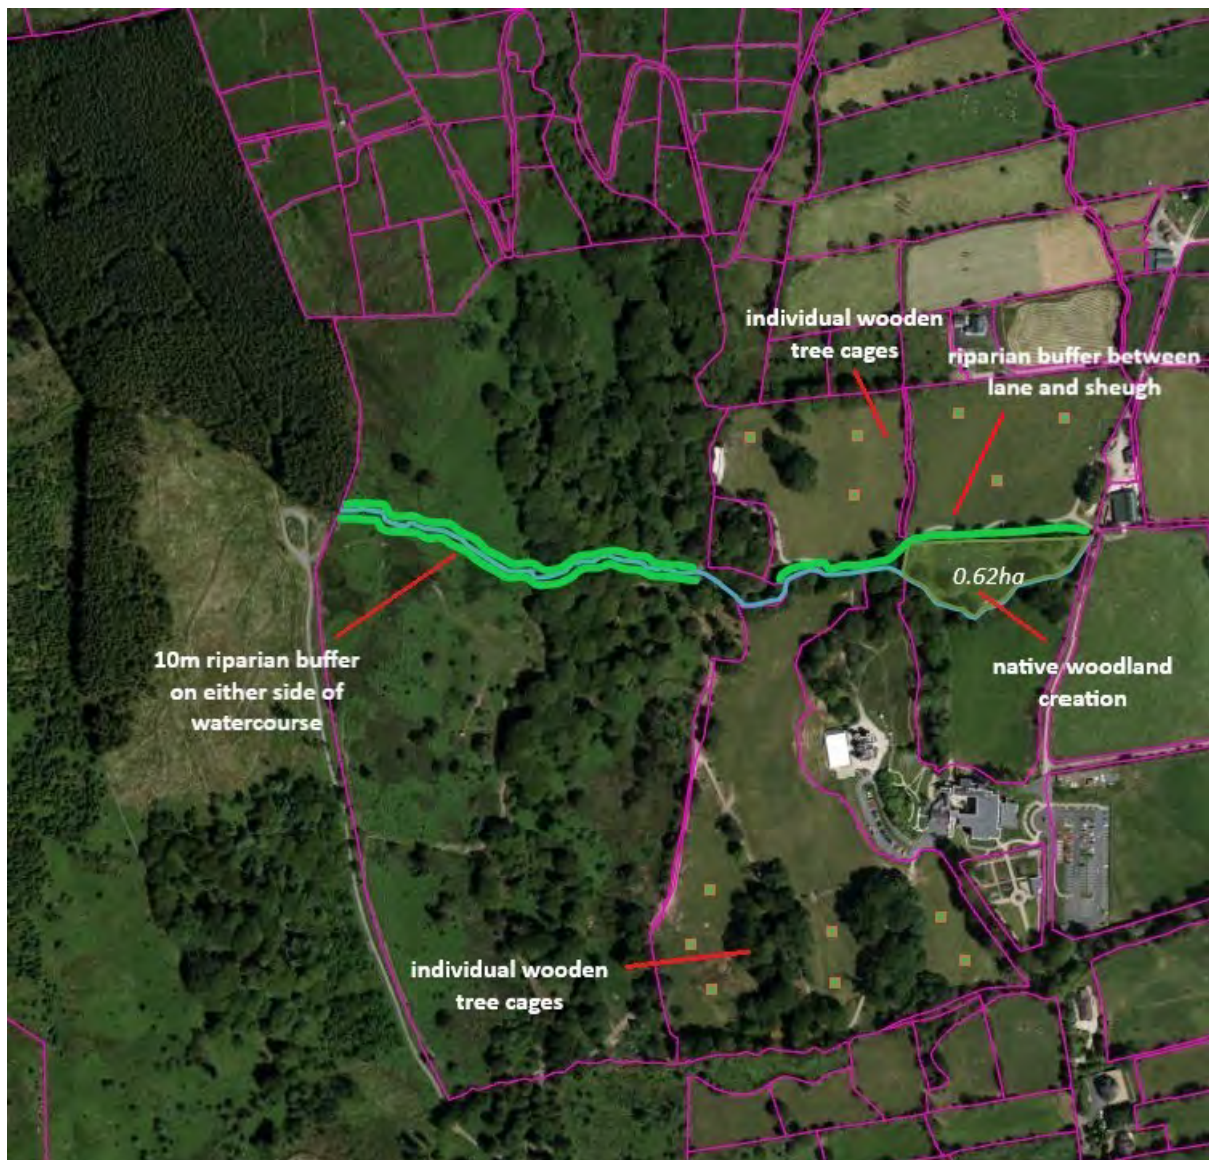 individual wooden
tree cages
riparian buffer between
lane and sheugh
0.62ha
10m riparian buffer
on either side of
watercourse
native woodland
creation
individual wooden
tree cages